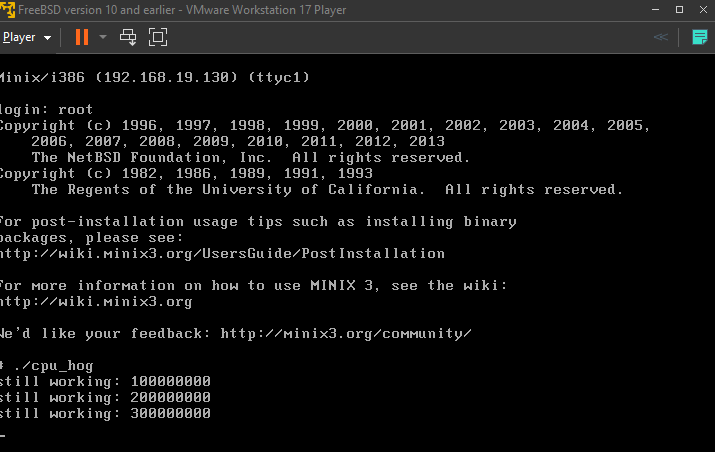 FreeBSD version 10 and earlier - VMware Workstation 17 Player
Player
Minix/i386 (192.168.19.130) (ttyc1)
login: root
Copyright (c) 1996, 1997, 1998, 1999, 2000, 2001, 2002, 2003, 2004, 2005,
2006, 2007, 2008, 2009, 2010, 2011, 2012, 2013
The NetBSD Foundation, Inc.  All rights reserved.
Copyright (c) 1982, 1986, 1989, 1991, 1993
The Regents of the University of California.  All rights reserved.
For post-installation usage tips such as installing binary
packages, please see:
http://wiki.minix3.org/UsersGuide/PostInstallation
For more information on how to use MINIX 3, see the wiki:
http://wiki.minix3.org
We'd like your feedback: http://minix3.org/community/
# ./cpu_hog
still working: 100000000
still working: 200000000
still working: 300000000